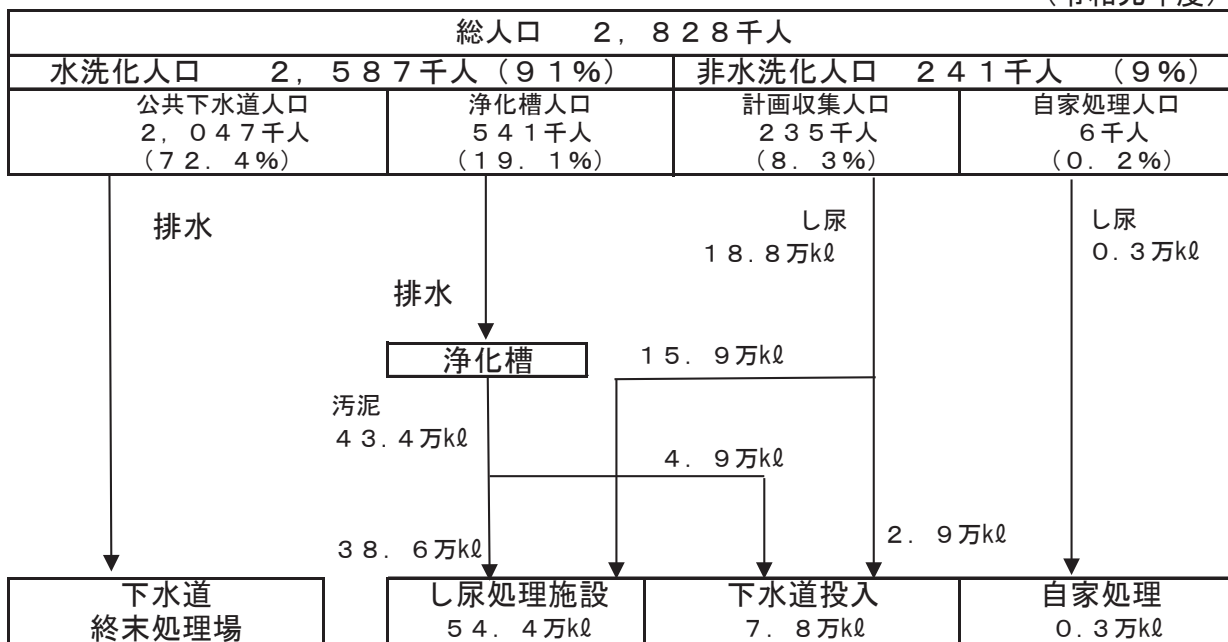 総人口 2,828千人
水洗化人口 2,587千人(91%)
非水洗化人口 241千人 (9%)
公共下水道人口
2,047千人
(72.4%)
浄化槽人口
541千人
(19.1%)
計画収集人口
235千人
(8.3%)
自家処理人口
6千人
(0.2%)
排水
し尿
18.8万kℓ
し尿
0.3万kℓ
排水
浄化槽
15.9万kℓ
汚泥
43.4万kℓ
4.9万kℓ
38.6万kℓ
2.9万kℓ
下水道
終末処理場
し尿処理施設
54.4万kℓ
下水道投入
7.8万kℓ
自家処理
0.3万kℓ